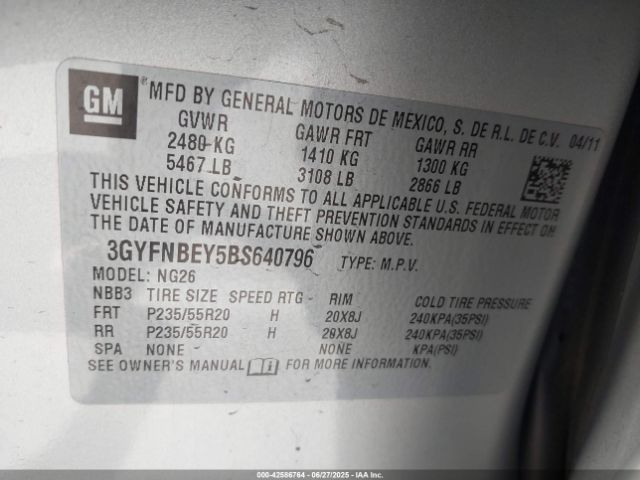 GM
® MFD BY GENERAL MOTORS DE MEXICO, S. DE R.L. DE C.V. 04/11
GVWR GAWR FRT GAWR RR
2480 KG 1410 KG 1300 KG
5467 LB 3108 LB 2866 LB
THIS VEHICLE CONFORMS TO ALL APPLICABLE U.S. FEDERAL MOTOR
VEHICLE SAFETY AND THEFT PREVENTION STANDARDS IN EFFECT ON
THE DATE OF MANUFACTURE SHOWN ABOVE.
3GYFNBEY5BS640796 TYPE: M.P.V.
MODEL: NG26
NBB3 TIRE SIZE SPEED RTG - RIM COLD TIRE PRESSURE
FRT P235/55R20 H 20X8J 240KPA(35PSI)
RR P235/55R20 H 20X8J 240KPA(35PSI)
SPA NONE NONE KPA(PSI)
SEE OWNER'S MANUAL FOR MORE INFORMATION.
000-42586764 - 06/27/2025 - IAAI.COM